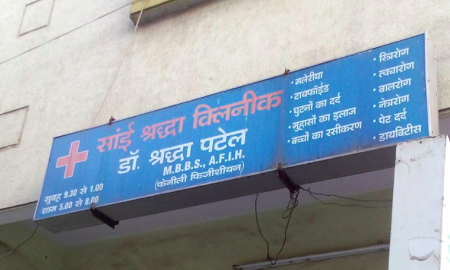 सांई श्रद्धा क्लिनीक
डॉ. श्रद्धा पटेल
M.B.B.S., A.F.I.H.
(फेमीली फिजीशियन)
सुबह 9.30 से 1.00
शाम 5.00 से 8.00
• मलेरीया
• टायफॉईड
• घुटनों का दर्द
• मुहासों का इलाज
• बच्चों का रसीकरण
• स्त्रिरोग
• त्वचारोग
• बालरोग
• नेत्ररोग
• पेट दर्द
• डायबिटीस